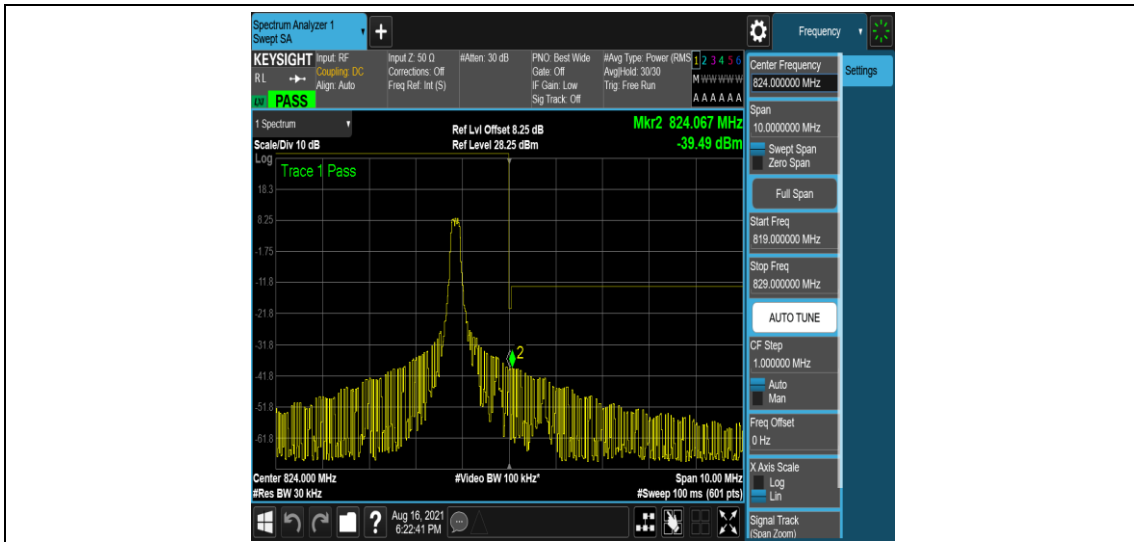 Spectrum Analyzer 1
Swept SA
+
Frequency
KEYSIGHT
RL
LM
PASS
Input: RF
Coupling: DC
Align: Auto
Input Z: 50 Ω
Corrections: Off
Freq Ref: Int (S)
#Atten: 30 dB
PNO: Best Wide
Gate: Off
IF Gain: Low
Sig Track: Off
#Avg Type: Power (RMS
Avg|Hold: 30/30
Trig: Free Run
1 2 3 4 5 6
M W W W W W
A A A A A A
1 Spectrum
Scale/Div 10 dB
Ref Lvl Offset 8.25 dB
Ref Level 28.25 dBm
Mkr2 824.067 MHz
-39.49 dBm
Log
Trace 1 Pass
18.3
8.25
-1.75
-11.8
-21.8
-31.8
-41.8
-51.8
-61.8
2
Center 824.000 MHz
#Res BW 30 kHz
#Video BW 100 kHz*
Span 10.00 MHz
#Sweep 100 ms (601 pts)
Center Frequency
824.000000 MHz
Settings
Span
10.0000000 MHz
Swept Span
Zero Span
Full Span
Start Freq
819.000000 MHz
Stop Freq
829.000000 MHz
AUTO TUNE
CF Step
1.000000 MHz
Auto
Man
Freq Offset
0 Hz
X Axis Scale
Log
Lin
Signal Track
(Span Zoom)
?
Aug 16, 2021
6:22:41 PM